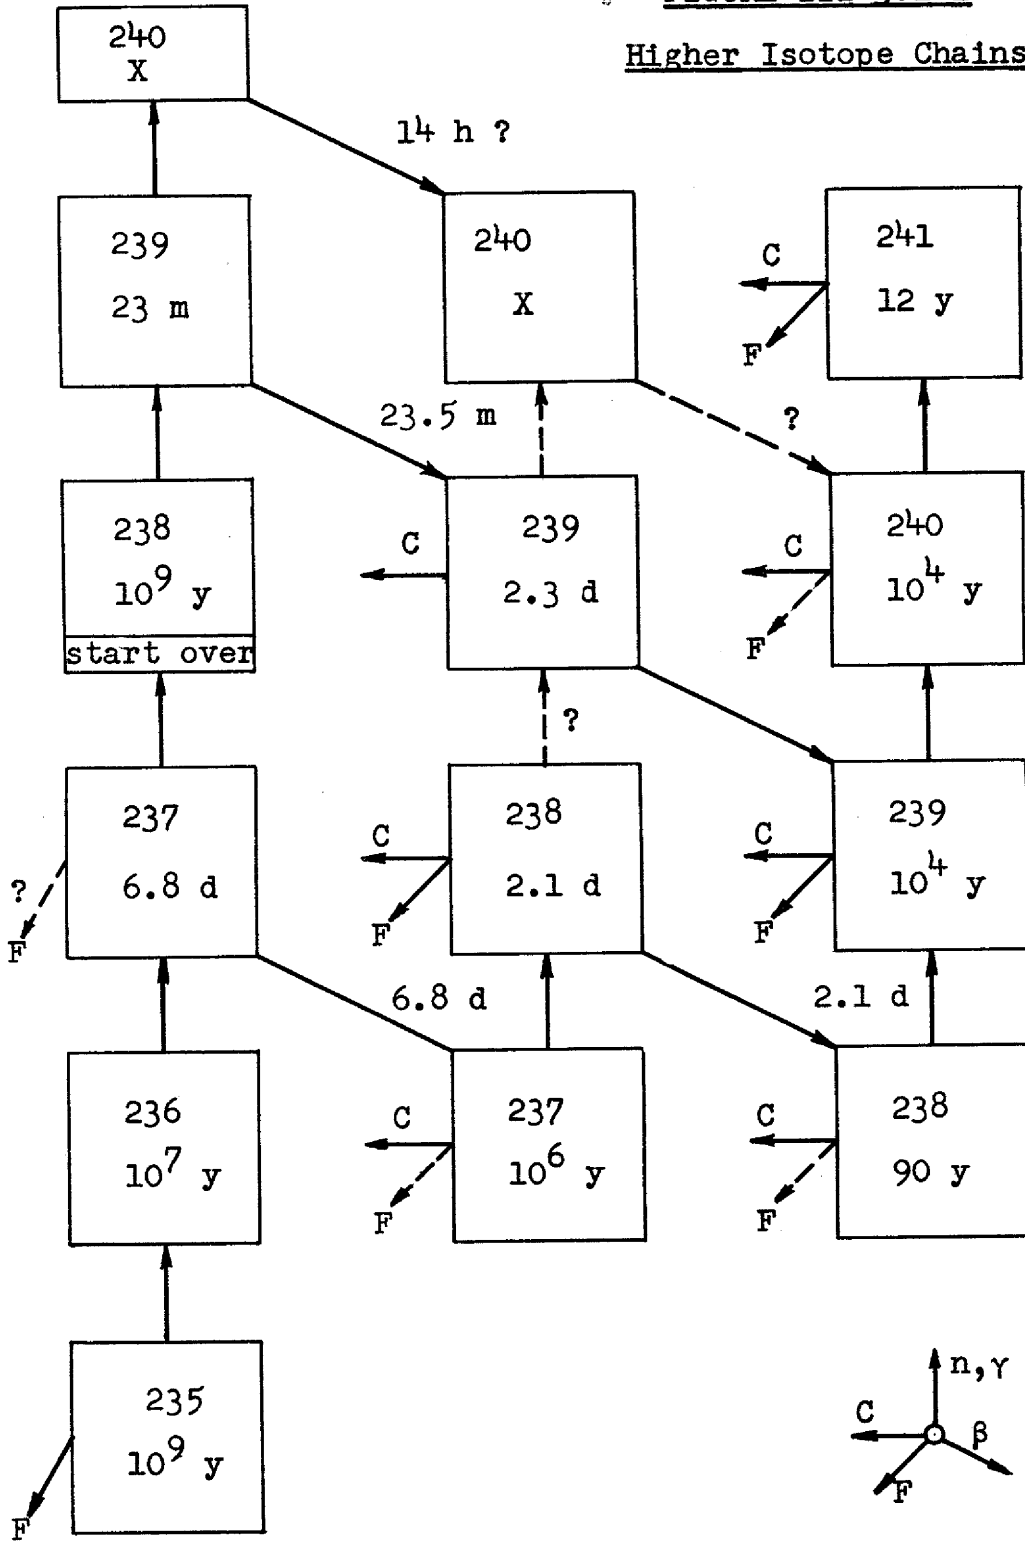 Higher Isotope Chains
240
X
14 h ?
239
23 m
240
X
C
F
241
12 y
23.5 m
?
238
10⁹ y
start over
C
239
2.3 d
C
F
240
10⁴ y
?
?
F
237
6.8 d
C
F
238
2.1 d
C
F
239
10⁴ y
6.8 d
2.1 d
236
10⁷ y
C
F
237
10⁶ y
C
F
238
90 y
F
235
10⁹ y
n,γ
C
β
F